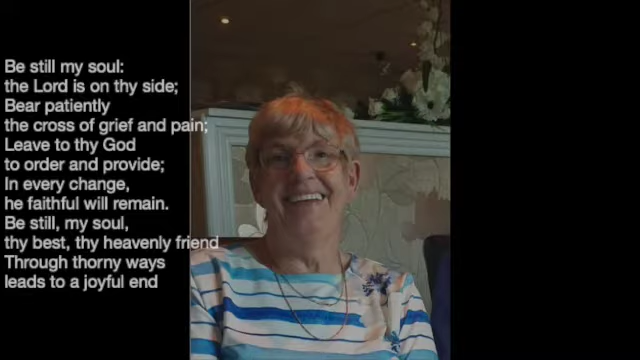 Be still my soul:
the Lord is on thy side;
Bear patiently
the cross of grief and pain;
Leave to thy God
to order and provide;
In every change,
he faithful will remain.
Be still, my soul,
thy best, thy heavenly friend
Through thorny ways
leads to a joyful end